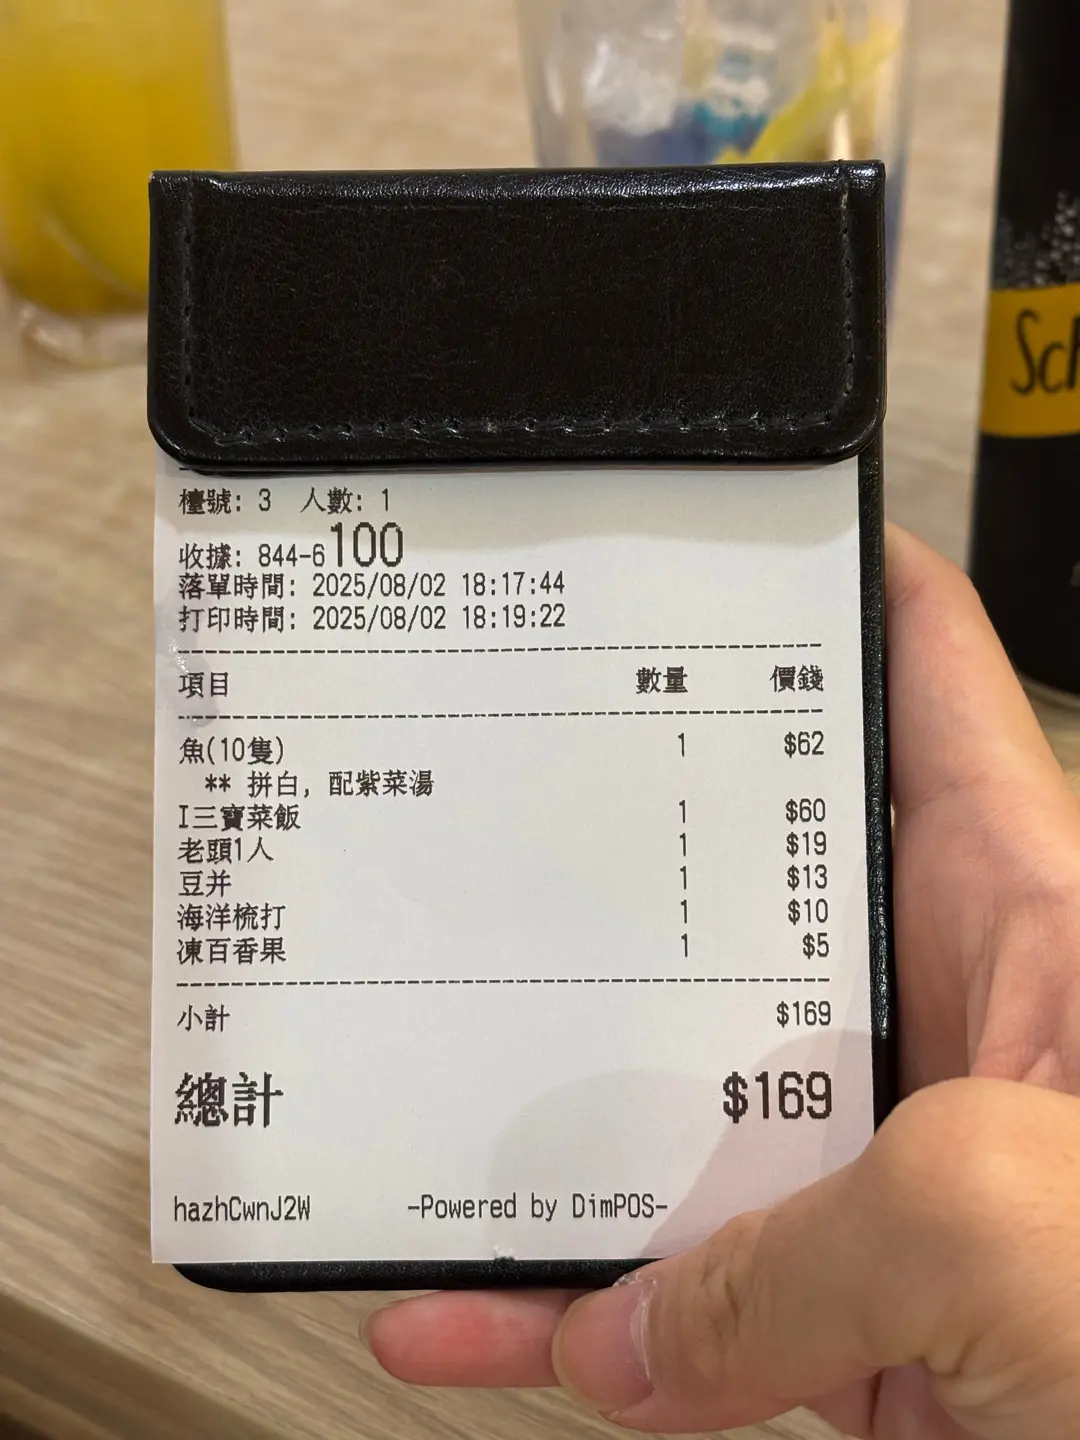 檯號: 3 人數: 1
收據: 844-6100
落單時間: 2025/08/02 18:17:44
打印時間: 2025/08/02 18:19:22
項目 數量 價錢
魚(10隻) 1 $62
** 拼白, 配紫菜湯
I三寶菜飯 1 $60
老頭1人 1 $19
豆并 1 $13
海洋梳打 1 $10
凍百香果 1 $5
小計 $169
總計 $169
hazhCwnJ2W -Powered by DimPOS-